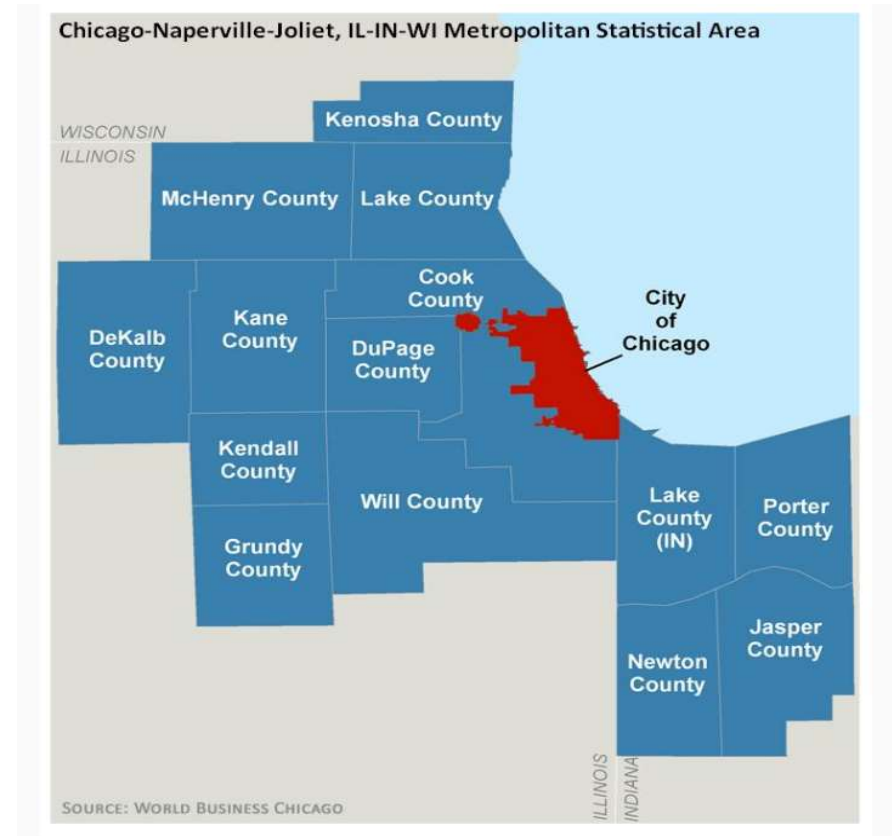 Chicago-Naperville-Joliet, IL-IN-WI Metropolitan Statistical Area
WISCONSIN
ILLINOIS
Kenosha County
McHenry County
Lake County
Cook
County
City
of
Chicago
DeKalb
County
Kane
County
DuPage
County
Kendall
County
Will County
Grundy
County
Lake
County
(IN)
Porter
County
Newton
County
Jasper
County
ILLINOIS
INDIANA
SOURCE: WORLD BUSINESS CHICAGO